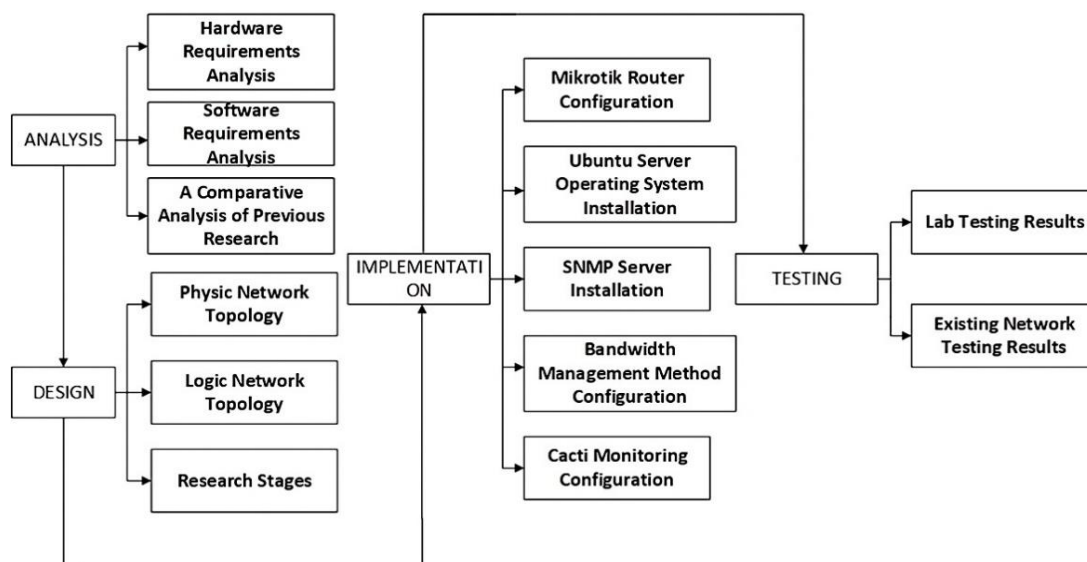 ANALYSIS
Hardware
Requirements
Analysis
Software
Requirements
Analysis
A Comparative
Analysis of Previous
Research
DESIGN
Physic Network
Topology
Logic Network
Topology
Research Stages
IMPLEMENTATI
ON
Mikrotik Router
Configuration
Ubuntu Server
Operating System
Installation
SNMP Server
Installation
Bandwidth
Management Method
Configuration
Cacti Monitoring
Configuration
TESTING
Lab Testing Results
Existing Network
Testing Results